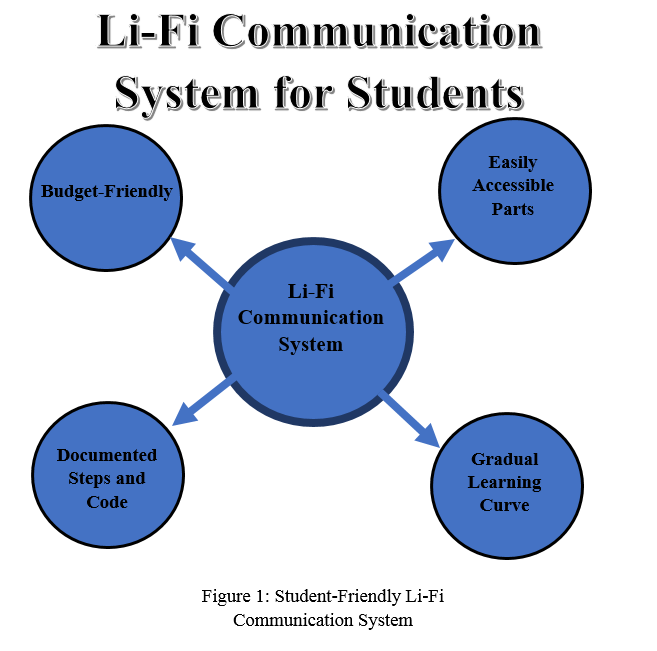 Li-Fi Communication
System for Students
Budget-Friendly
Easily
Accessible
Parts
Li-Fi
Communication
System
Documented
Steps and
Code
Gradual
Learning
Curve
Figure 1: Student-Friendly Li-Fi
Communication System